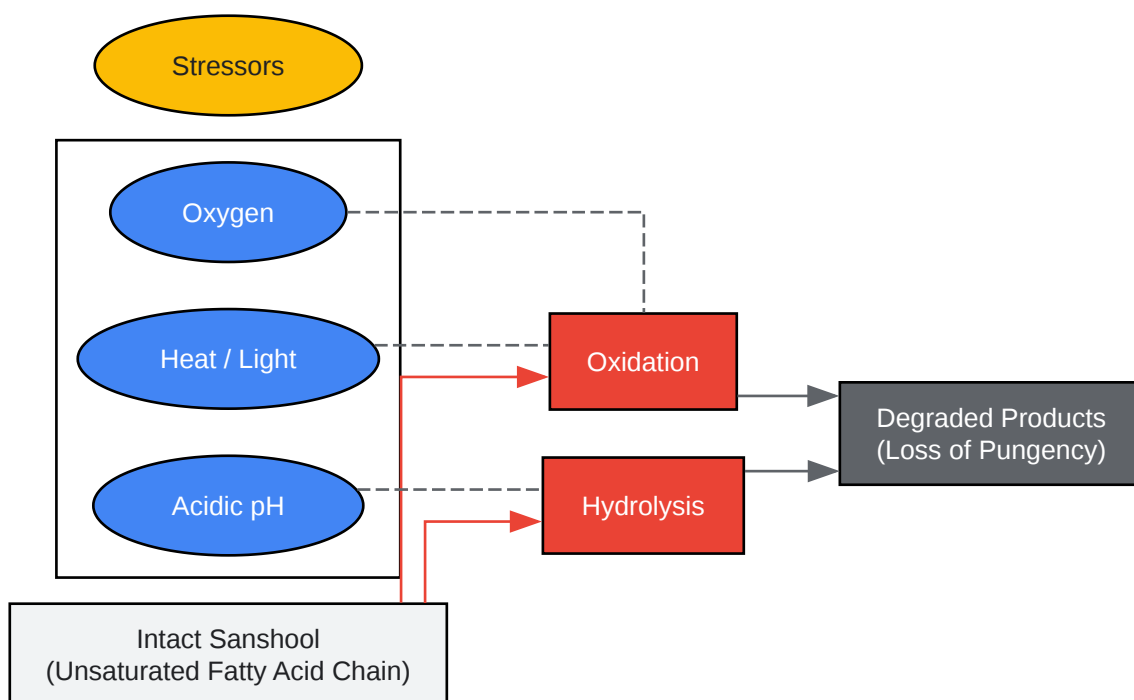 Stressors
Oxygen
Heat / Light
Oxidation
Degraded Products
(Loss of Pungency)
Acidic pH
Hydrolysis
Intact Sanshool
(Unsaturated Fatty Acid Chain)